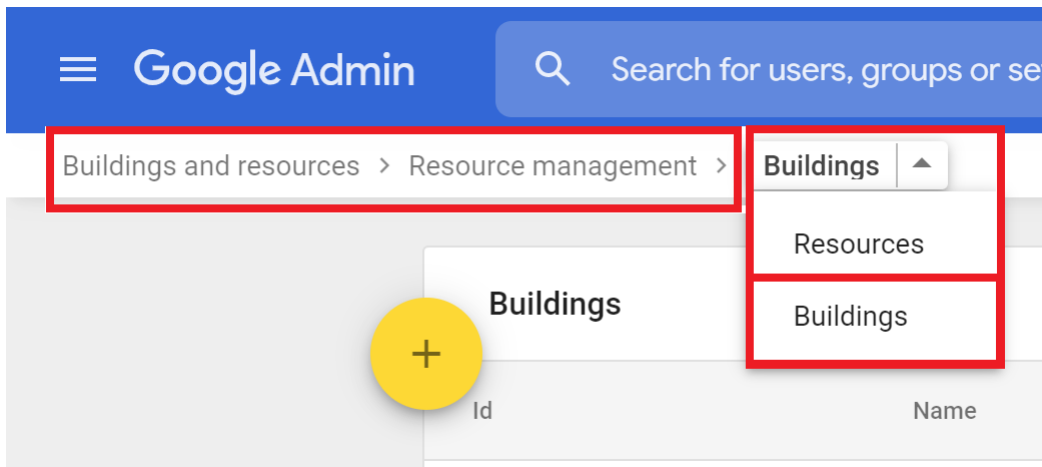 Google Admin
Search for users, groups or se
Buildings and resources > Resource management > Buildings
Resources
Buildings
Buildings
Id
Name